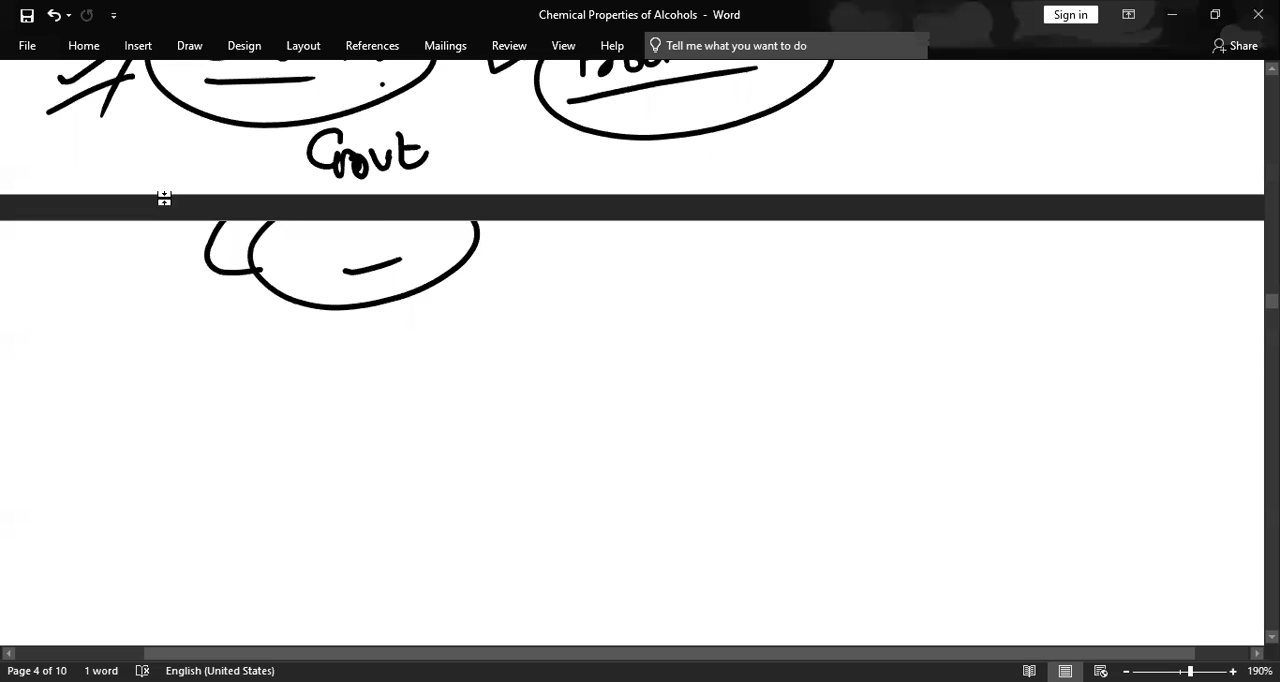 Chemical Properties of Alcohols - Word
Sign in
File Home Insert Draw Design Layout References Mailings Review View Help Tell me what you want to do Share
Govt
Page 4 of 10 1 word English (United States) 190%